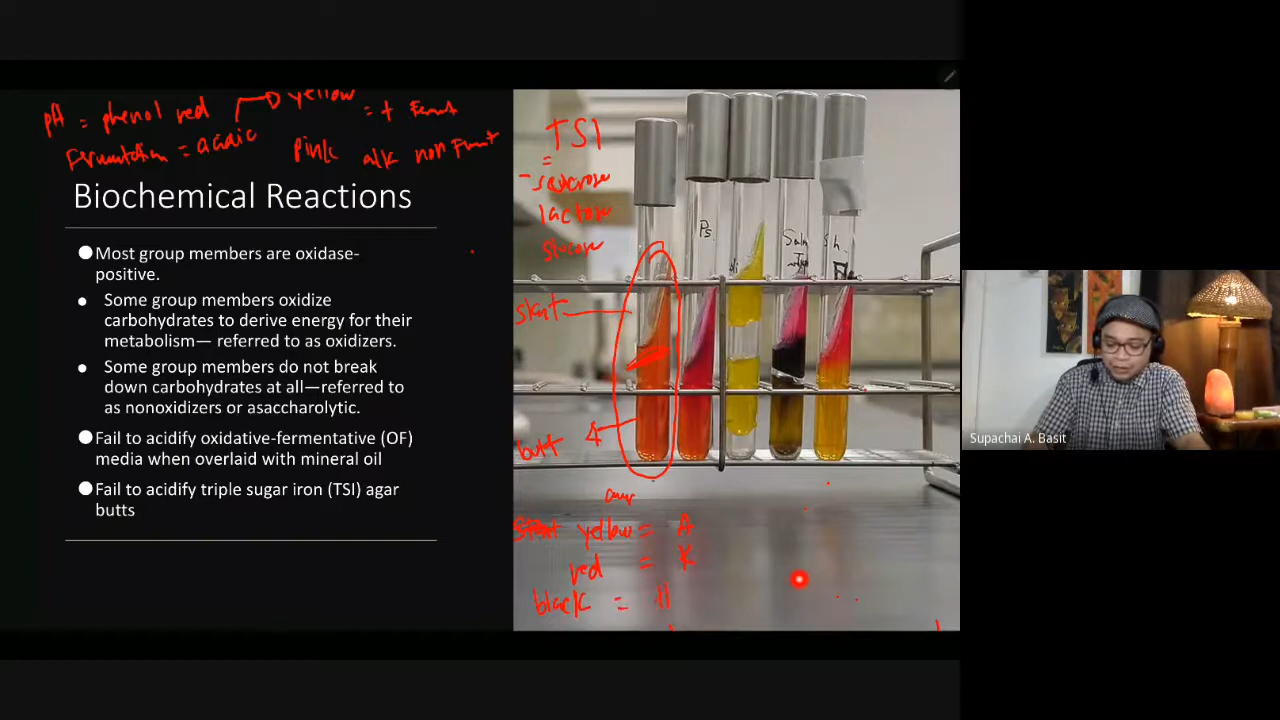 pH = phenol red → yellow = + Ferment
Fermentation = acidic
Pink alk non Ferment
Biochemical Reactions
●Most group members are oxidase-
positive.
● Some group members oxidize
carbohydrates to derive energy for their
metabolism— referred to as oxidizers.
● Some group members do not break
down carbohydrates at all—referred to
as nonoxidizers or asaccharolytic.
●Fail to acidify oxidative-fermentative (OF)
media when overlaid with mineral oil
●Fail to acidify triple sugar iron (TSI) agar
butts
TSI
=
- sucrose
lactose
glucose
Ps
Salm
Sh.
slant
butt
yellow = A
red = K
black = H
Supachai A. Basit